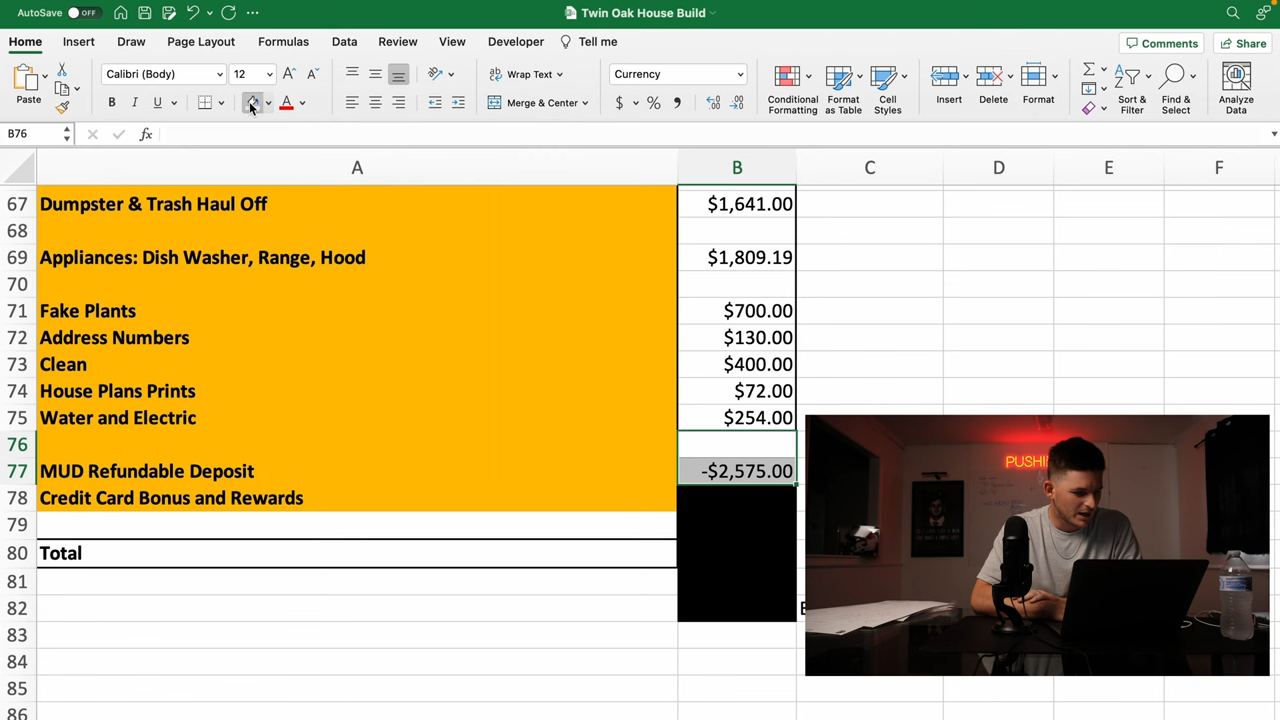 AutoSave OFF
Twin Oak House Build
Home Insert Draw Page Layout Formulas Data Review View Developer Tell me Comments Share
Paste Calibri (Body) 12 A A Wrap Text Currency Conditional Formatting Format as Table Cell Styles Insert Delete Format Sort & Filter Find & Select Analyze Data
B I U A Merge & Center $ % 9
B76 fx
A B C D E F
67 Dumpster & Trash Haul Off $1,641.00
68
69 Appliances: Dish Washer, Range, Hood $1,809.19
70
71 Fake Plants $700.00
72 Address Numbers $130.00
73 Clean $400.00
74 House Plans Prints $72.00
75 Water and Electric $254.00
76
77 MUD Refundable Deposit -$2,575.00
78 Credit Card Bonus and Rewards
79
80 Total
81
82
83
84
85
86
PUSHI